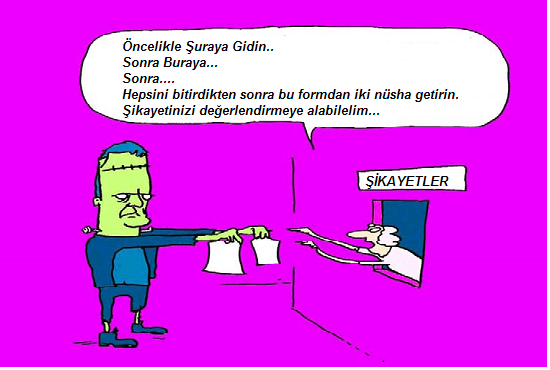 Öncelikle Şuraya Gidin..
Sonra Buraya...
Sonra....
Hepsini bitirdikten sonra bu formdan iki nüsha getirin.
Şikayetinizi değerlendirmeye alabilelim...
ŞİKAYETLER